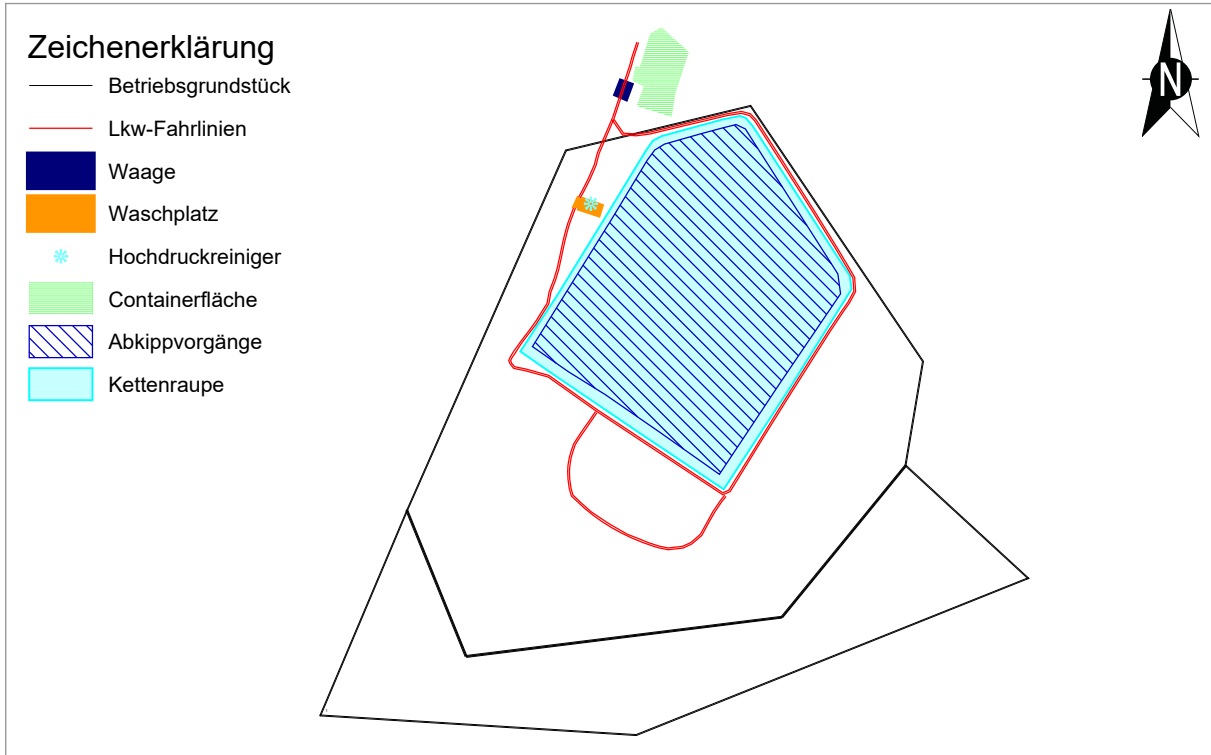 Zeichenerklärung
Betriebsgrundstück
Lkw-Fahrlinien
Waage
Waschplatz
Hochdruckreiniger
Containerfläche
Abkippvorgänge
Kettenraupe
N